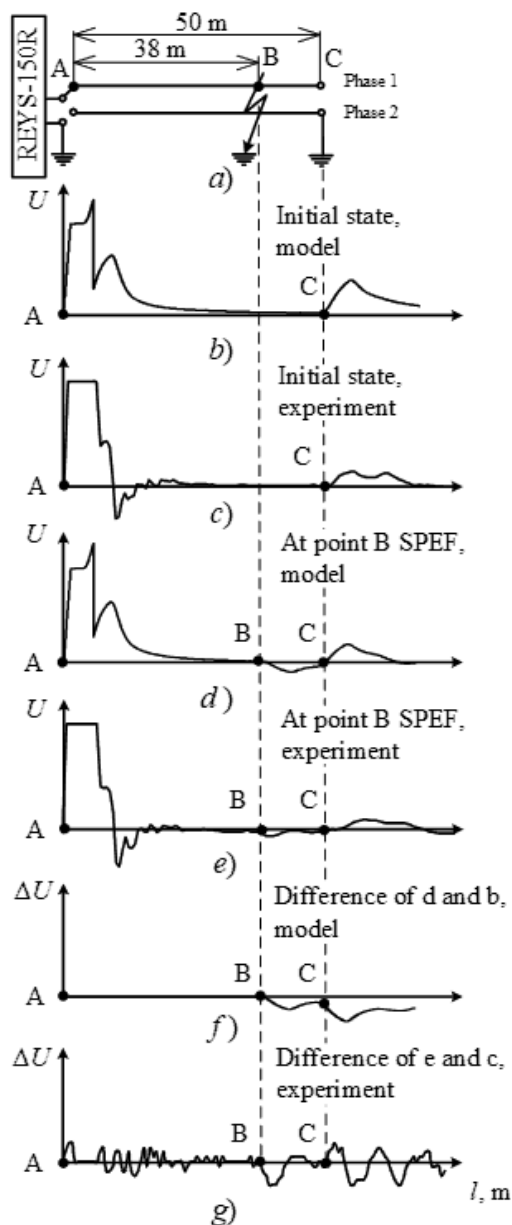 50 m
38 m
A
B
C
REYS-150R
Phase 1
Phase 2
a)
U
Initial state,
model
C
A
b)
U
Initial state,
experiment
C
A
c)
U
At point B SPEF,
model
B
C
A
d)
U
At point B SPEF,
experiment
B
C
A
e)
ΔU
Difference of d and b,
model
B
C
A
f)
ΔU
Difference of e and c,
experiment
B
C
A
l, m
g)